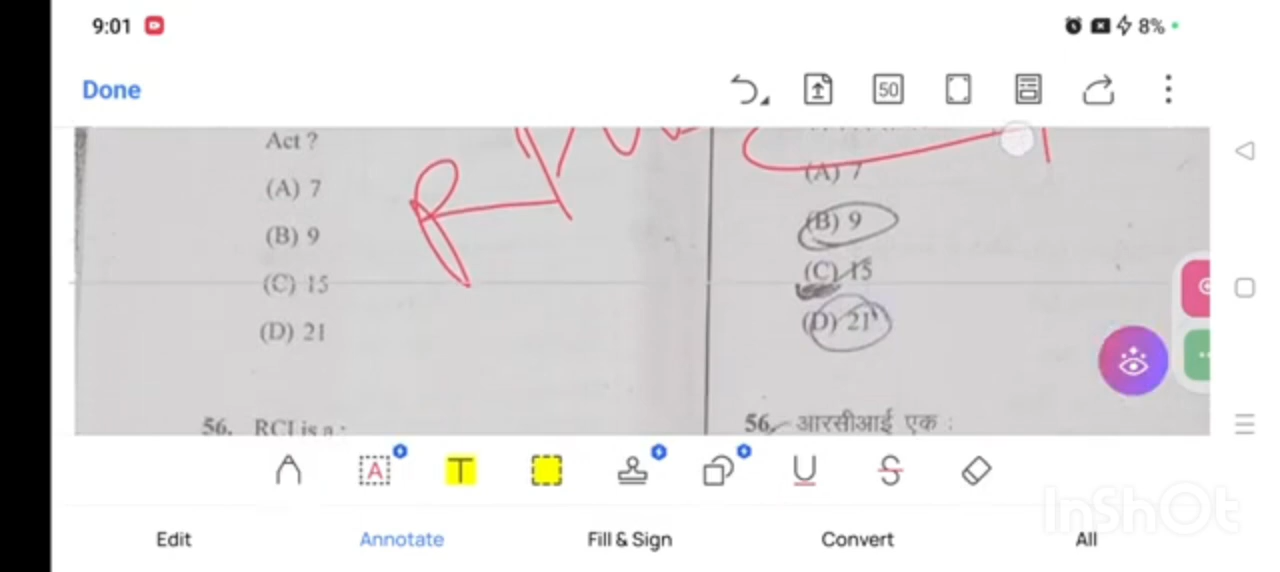 9:01
8%
Done
50
Act ?
(A) 7
(B) 9
(C) 15
(D) 21
56. RCI is a :
(A) 7
(B) 9
(C) 15
(D) 21
56. आरसीआई एक :
A
T
U
S
Edit
Annotate
Fill & Sign
Convert
All
InShOt